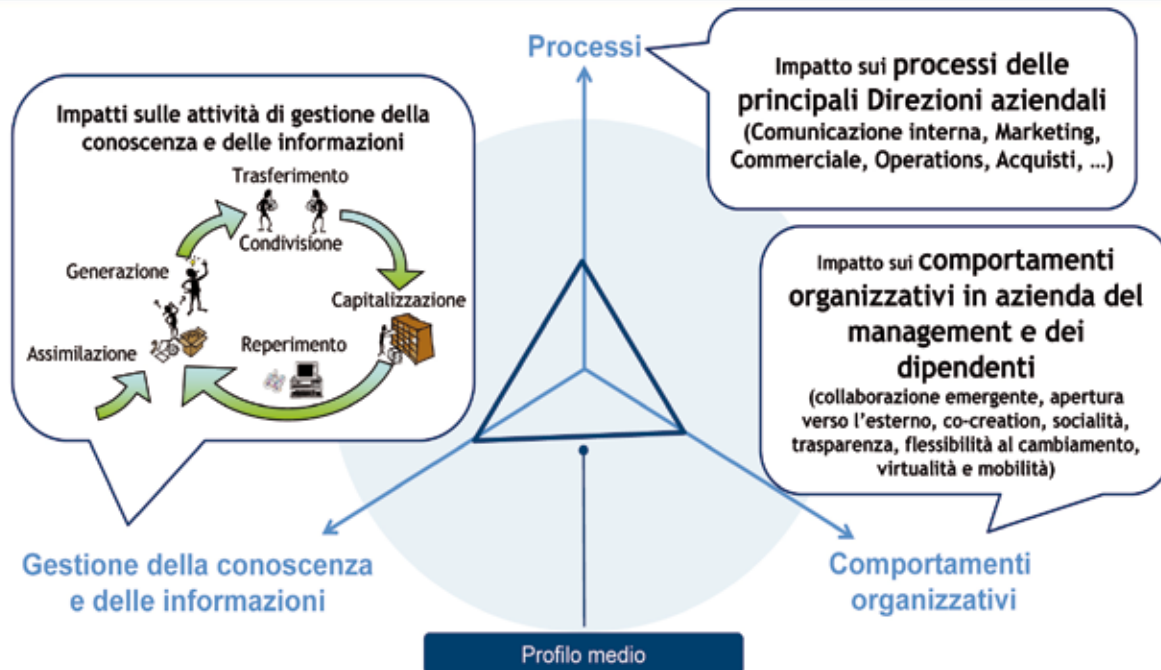 Processi
Impatto sui processi delle
principali Direzioni aziendali
(Comunicazione interna, Marketing,
Commerciale, Operations, Acquisti, ...)
Impatti sulle attività di gestione della
conoscenza e delle informazioni
Trasferimento
Condivisione
Generazione
Capitalizzazione
Reperimento
Assimilazione
Impatto sui comportamenti
organizzativi in azienda del
management e dei
dipendenti
(collaborazione emergente, apertura
verso l'esterno, co-creation, socialità,
trasparenza, flessibilità al cambiamento,
virtualità e mobilità)
Gestione della conoscenza
e delle informazioni
Comportamenti
organizzativi
Profilo medio